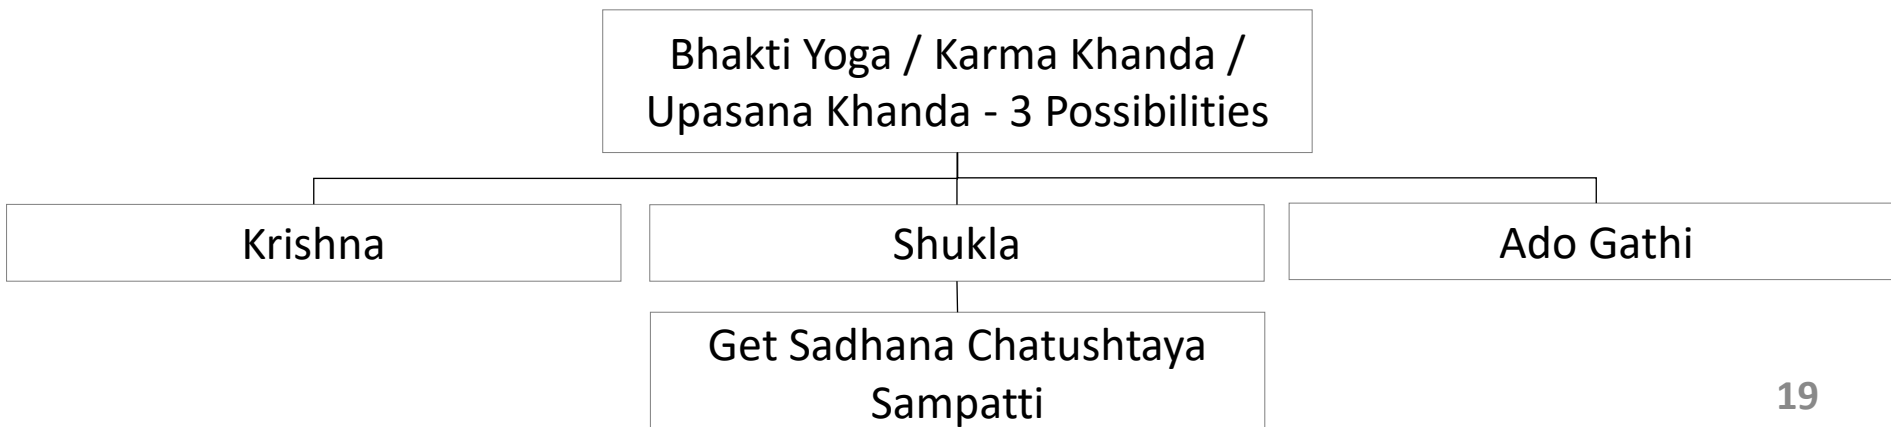 Bhakti Yoga / Karma Khanda /
Upasana Khanda - 3 Possibilities
Krishna
Shukla
Ado Gathi
Get Sadhana Chatushtaya
Sampatti
19